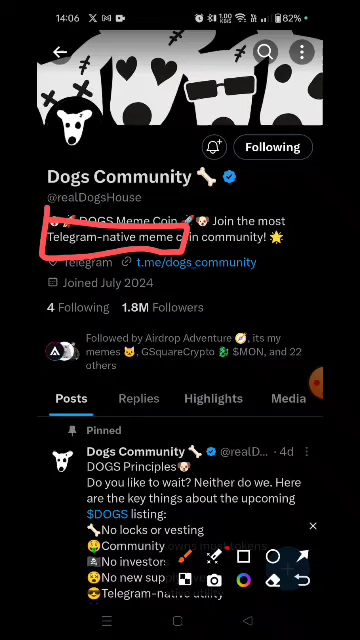 14:06
82%
Following
Dogs Community
@realDogsHouse
DOGS Meme Coin Join the most
Telegram-native meme coin community!
Telegram t.me/dogs_community
Joined July 2024
4 Following 1.8M Followers
Followed by Airdrop Adventure, its my
memes, GSquareCrypto $MON, and 22
others
Posts Replies Highlights Media
Pinned
Dogs Community @realD... · 4d
DOGS Principles
Do you like to wait? Neither do we. Here
are the key things about the upcoming
$DOGS listing:
No locks or vesting
Community owns most tokens
No investors
No new supply
Telegram-native utility